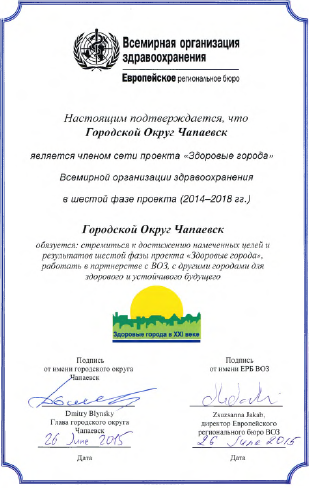 Всемирная организация
здравоохранения
Европейское региональное бюро
Настоящим подтверждается, что
Городской Округ Чапаевск
является членом сети проекта «Здоровые города»
Всемирной организации здравоохранения
в шестой фазе проекта (2014–2018 гг.)
Городской Округ Чапаевск
обязуется: стремиться к достижению намеченных целей и
результатов шестой фазы проекта «Здоровые города»,
работать в партнерстве с ВОЗ, с другими городами для
здорового и устойчивого будущего
Здоровые города в XXI веке
Подпись
от имени городского округа
Чапаевск
Dmitry Blynsky
Глава городского округа
Чапаевск
26 June 2015
Дата
Подпись
от имени ЕРБ ВОЗ
Zsuzsanna Jakab,
директор Европейского
регионального бюро ВОЗ
26 June 2015
Дата